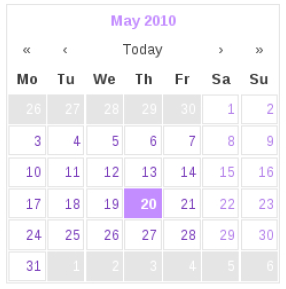 May 2010
« ‹ Today › »
Mo Tu We Th Fr Sa Su
26 27 28 29 30 1 2
3 4 5 6 7 8 9
10 11 12 13 14 15 16
17 18 19 20 21 22 23
24 25 26 27 28 29 30
31 1 2 3 4 5 6